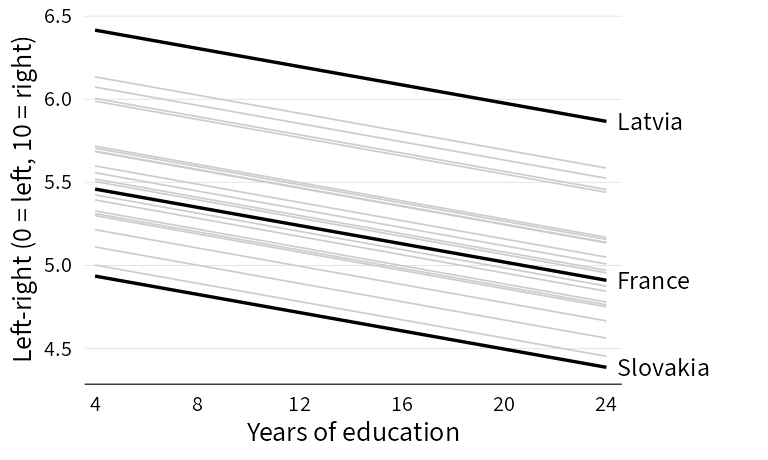 Left-right (0 = left, 10 = right)
6.5
6.0
5.5
5.0
4.5
Latvia
France
Slovakia
4 8 12 16 20 24
Years of education